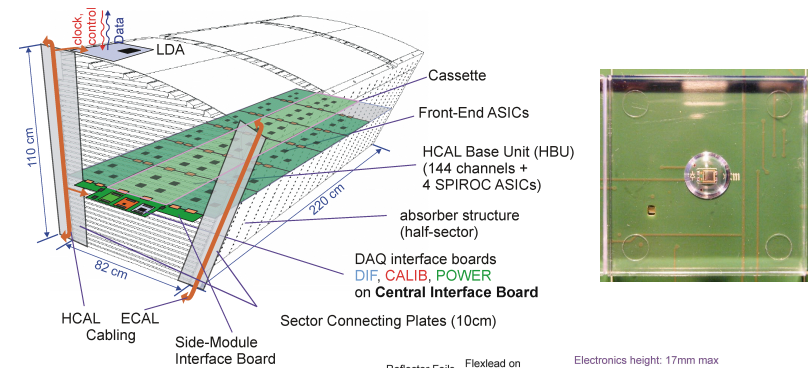 clock,
control
Data
LDA
Cassette
Front-End ASICs
HCAL Base Unit (HBU)
(144 channels +
4 SPIROC ASICs)
110 cm
220 cm
absorber structure
(half-sector)
82 cm
DAQ interface boards
DIF, CALIB, POWER
on Central Interface Board
HCAL ECAL
Cabling
Sector Connecting Plates (10cm)
Side-Module
Interface Board
Reflector Foils
Flexlead on
Electronics height: 17mm max